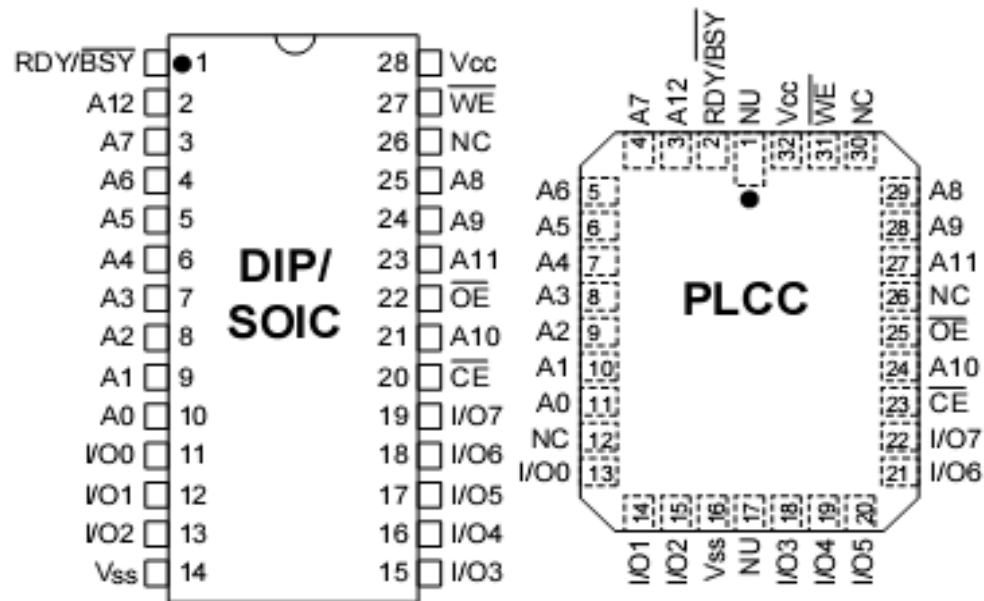 RDY/BSY 1 28 Vcc
A12 2 27 WE
A7 3 26 NC
A6 4 25 A8
A5 5 24 A9
A4 6 23 A11
A3 7 22 OE
A2 8 21 A10
A1 9 20 CE
A0 10 19 I/O7
I/O0 11 18 I/O6
I/O1 12 17 I/O5
I/O2 13 16 I/O4
Vss 14 15 I/O3
DIP/
SOIC
A7 A12 RDY/BSY NU Vcc WE NC
4 3 2 1 32 31 30
A6 5 29 A8
A5 6 28 A9
A4 7 27 A11
A3 8 26 NC
A2 9 25 OE
A1 10 24 A10
A0 11 23 CE
NC 12 22 I/O7
I/O0 13 21 I/O6
PLCC
14 15 16 17 18 19 20
I/O1 I/O2 Vss NU I/O3 I/O4 I/O5